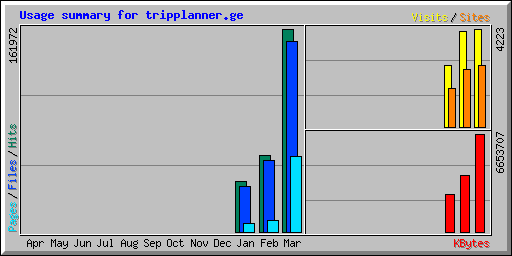 Usage summary for tripplanner.ge
Visits/Sites
161972
4223
Pages/Files/Hits
6653707
Apr May Jun Jul Aug Sep Oct Nov Dec Jan Feb Mar
KBytes